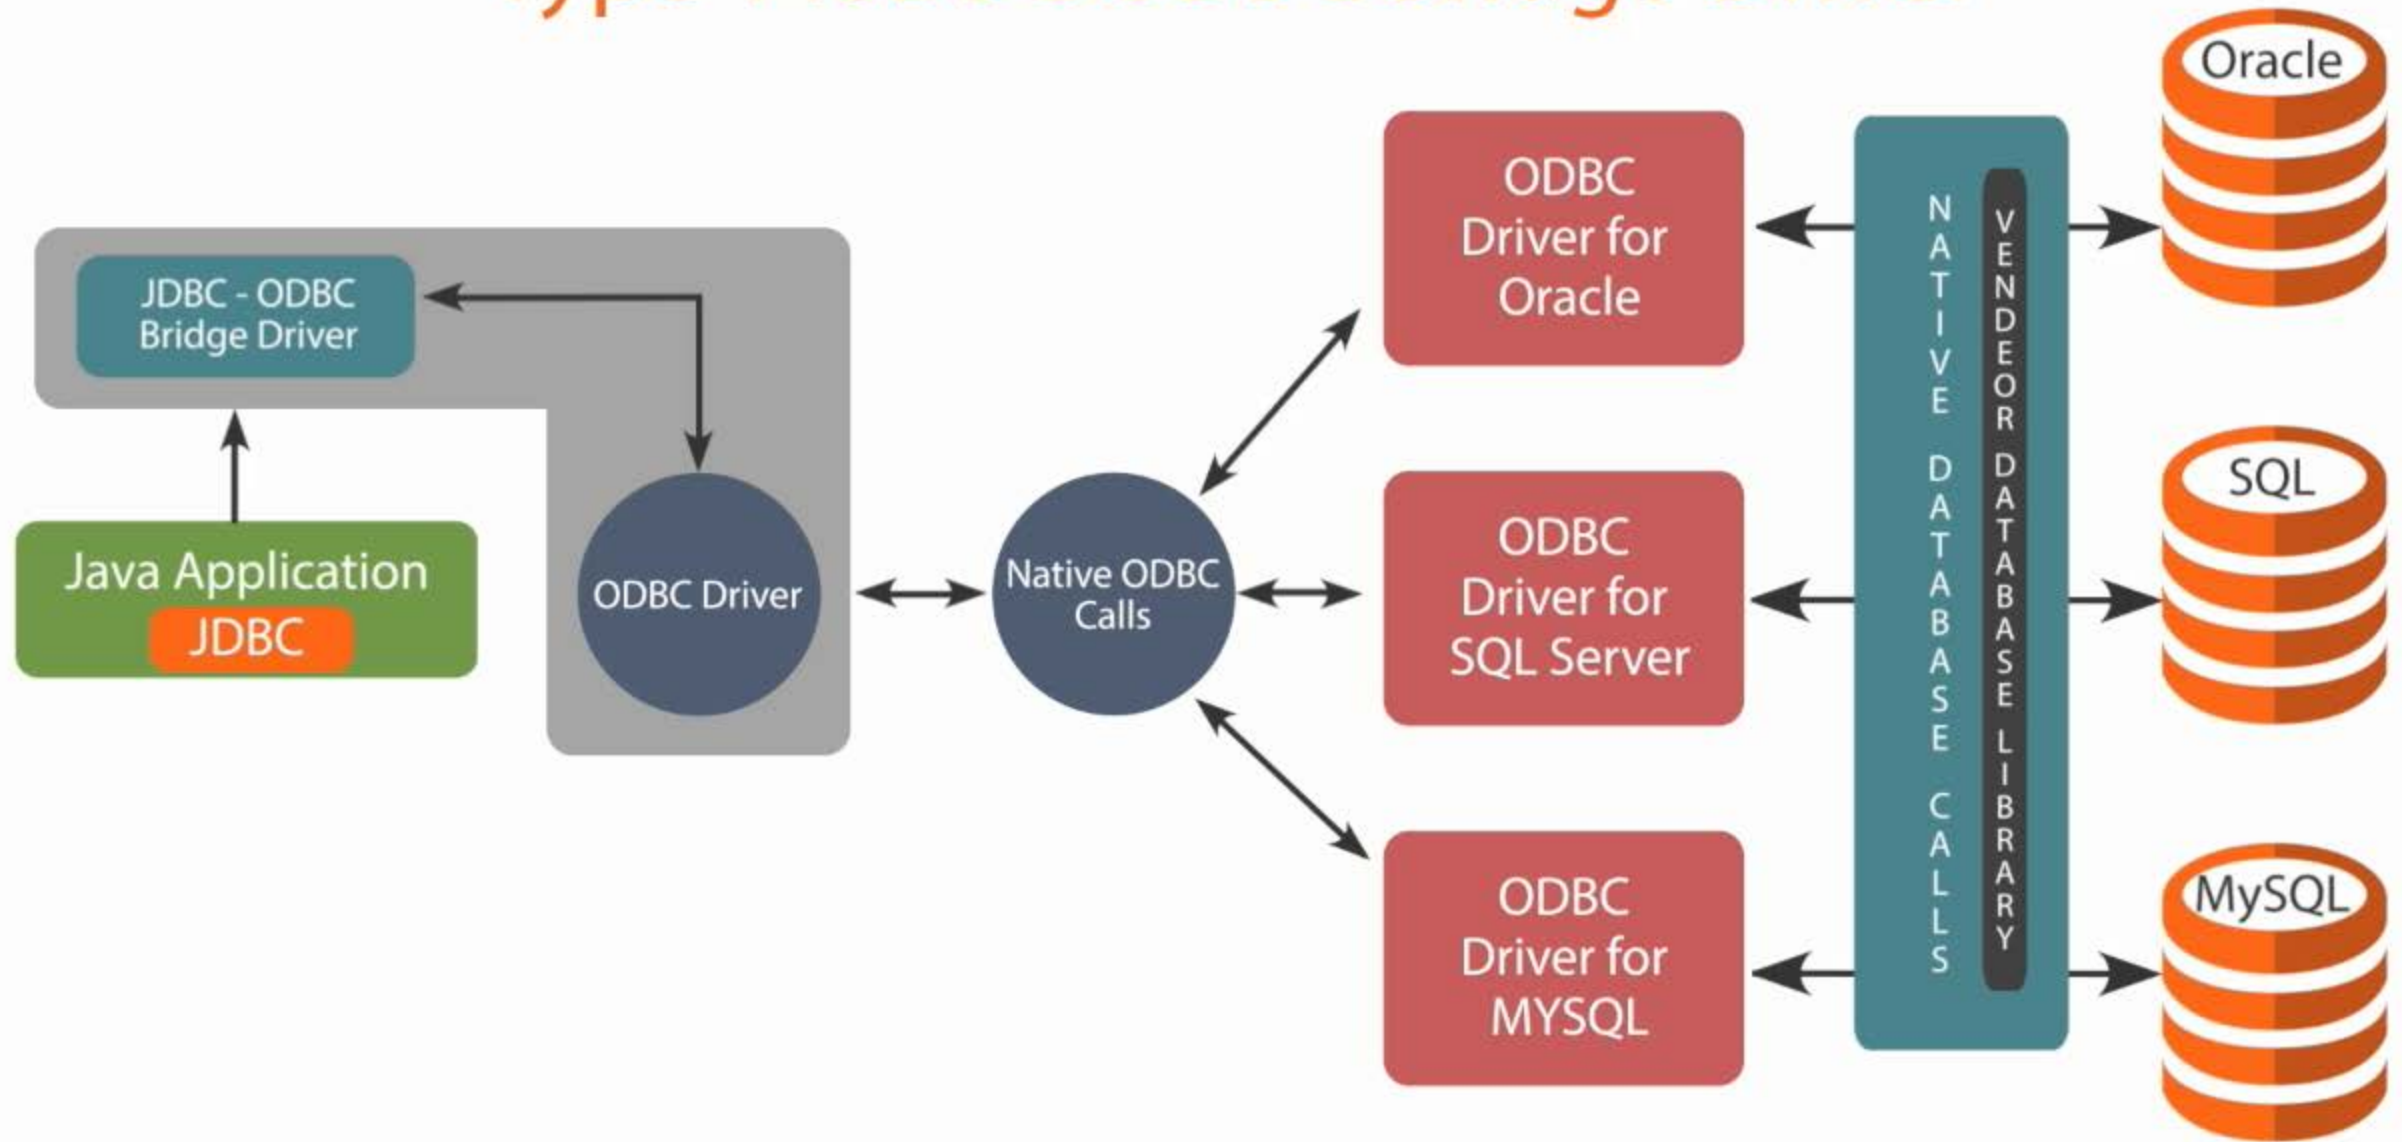 Oracle
ODBC
Driver for
Oracle
JDBC - ODBC
Bridge Driver
NATIVE DATABASE CALLS
VENDEOR DATABASE LIBRARY
SQL
Java Application
JDBC
ODBC Driver
Native ODBC
Calls
ODBC
Driver for
SQL Server
MySQL
ODBC
Driver for
MYSQL